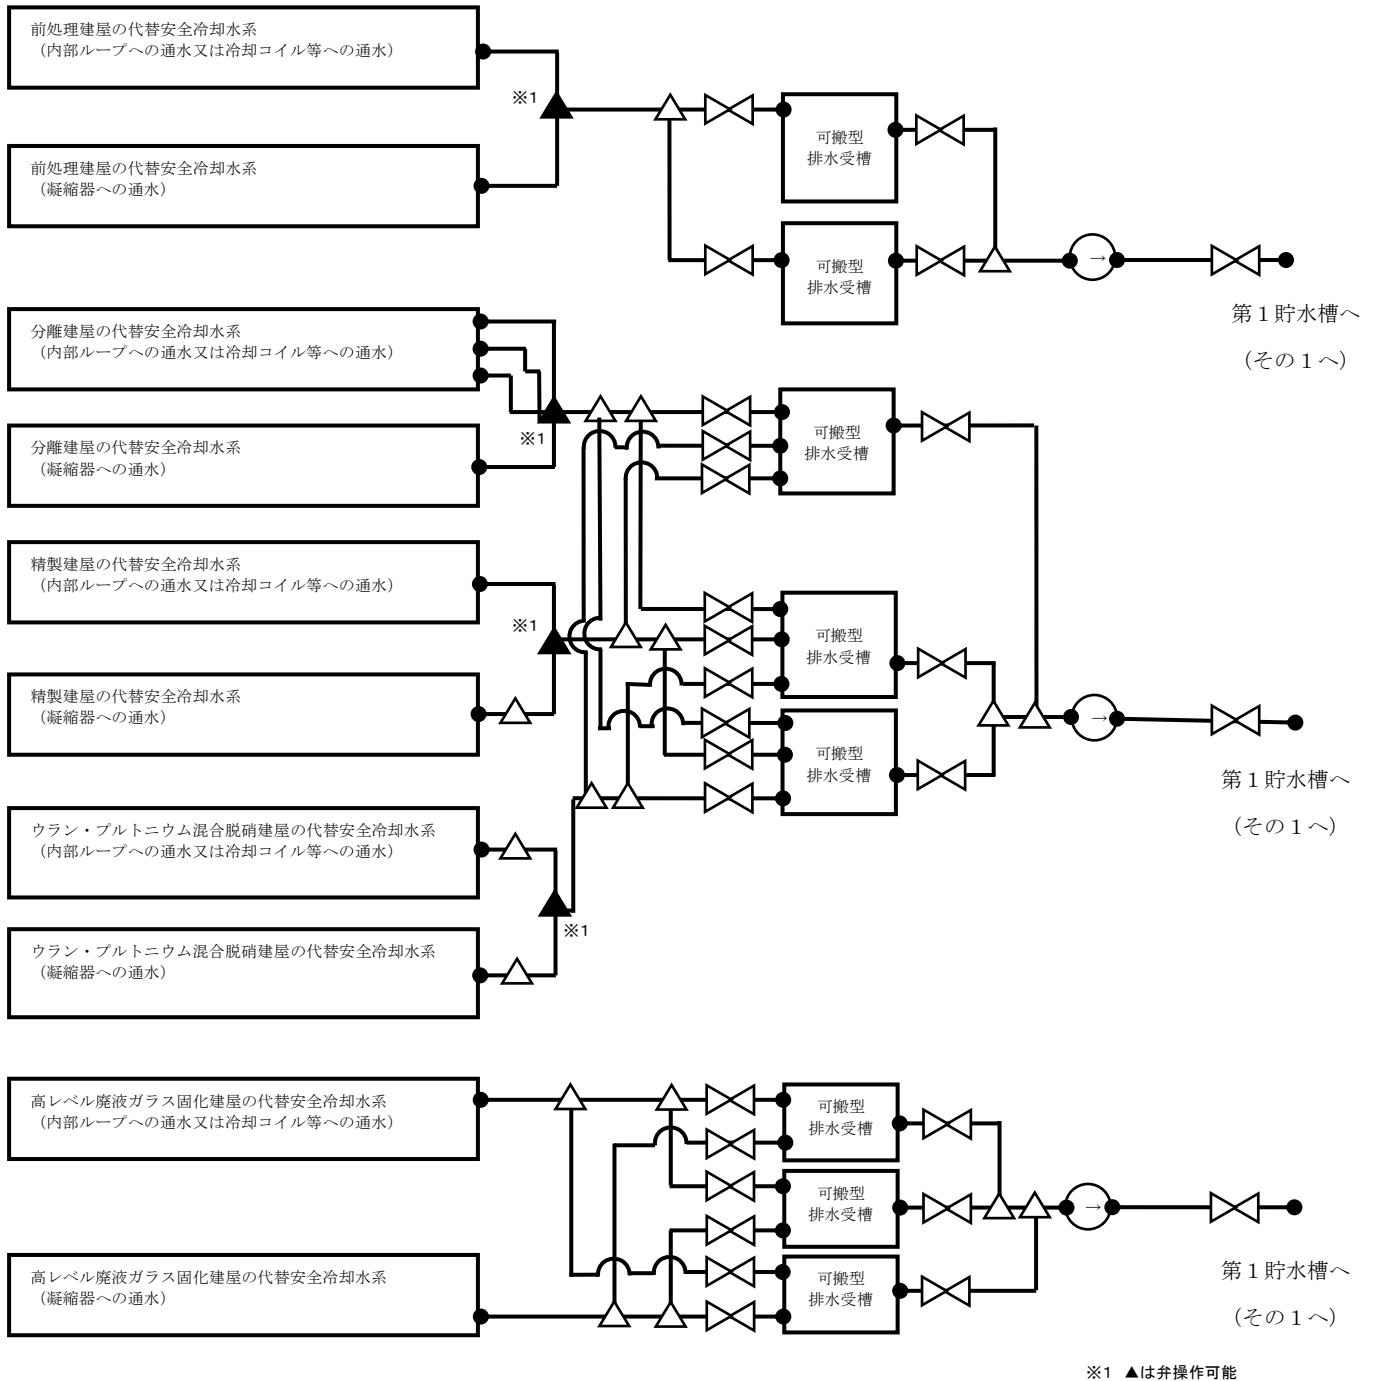 前処理建屋の代替安全冷却水系
（内部ループへの通水又は冷却コイル等への通水）
※1
前処理建屋の代替安全冷却水系
（凝縮器への通水）
可搬型
排水受槽
可搬型
排水受槽
→
第１貯水槽へ
（その１へ）
分離建屋の代替安全冷却水系
（内部ループへの通水又は冷却コイル等への通水）
※1
分離建屋の代替安全冷却水系
（凝縮器への通水）
可搬型
排水受槽
精製建屋の代替安全冷却水系
（内部ループへの通水又は冷却コイル等への通水）
※1
精製建屋の代替安全冷却水系
（凝縮器への通水）
可搬型
排水受槽
可搬型
排水受槽
→
第１貯水槽へ
（その１へ）
ウラン・プルトニウム混合脱硝建屋の代替安全冷却水系
（内部ループへの通水又は冷却コイル等への通水）
※1
ウラン・プルトニウム混合脱硝建屋の代替安全冷却水系
（凝縮器への通水）
高レベル廃液ガラス固化建屋の代替安全冷却水系
（内部ループへの通水又は冷却コイル等への通水）
可搬型
排水受槽
可搬型
排水受槽
→
高レベル廃液ガラス固化建屋の代替安全冷却水系
（凝縮器への通水）
可搬型
排水受槽
第１貯水槽へ
（その１へ）
※1　▲は弁操作可能